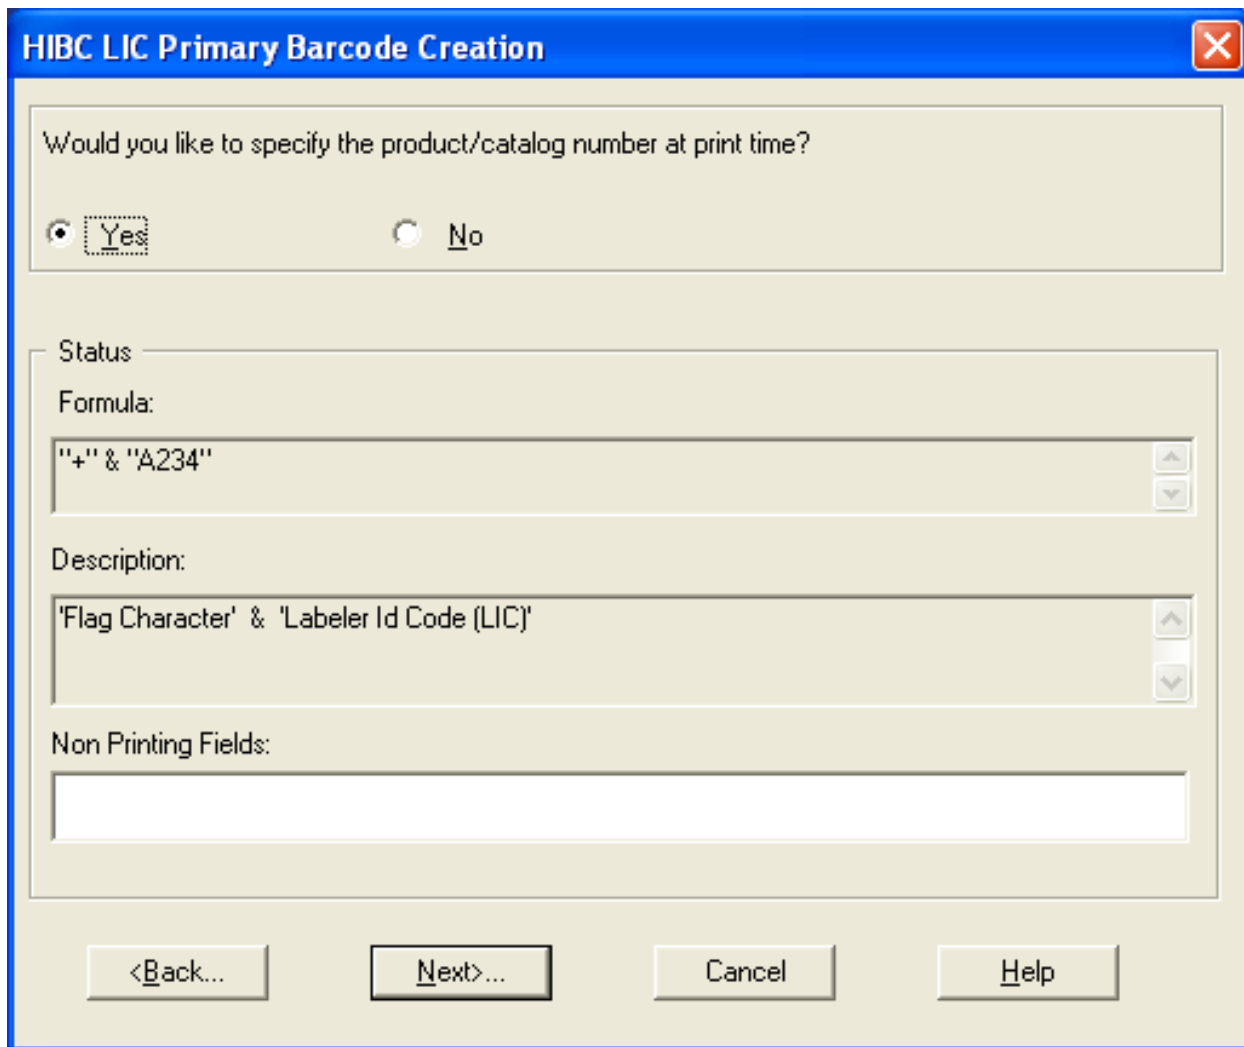 HIBC LIC Primary Barcode Creation
Would you like to specify the product/catalog number at print time?
Yes No
Status
Formula:
"+" & "A234"
Description:
'Flag Character' & 'Labeler Id Code (LIC)'
Non Printing Fields:
<Back... Next>... Cancel Help